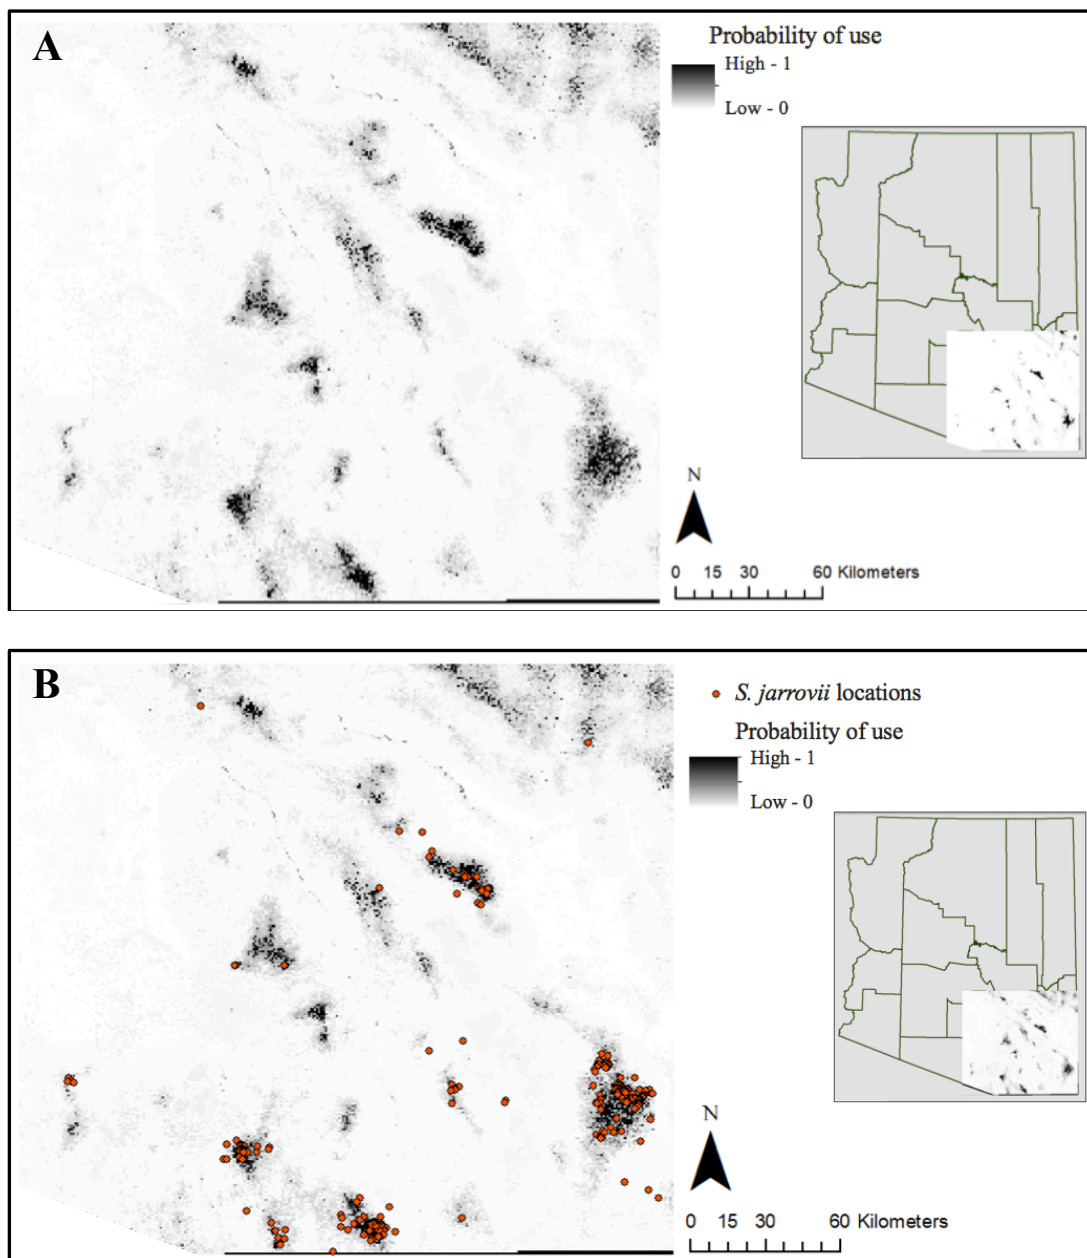 A
Probability of use
High - 1
Low - 0
N
0 15 30 60 Kilometers
B
S. jarrovii locations
Probability of use
High - 1
Low - 0
N
0 15 30 60 Kilometers